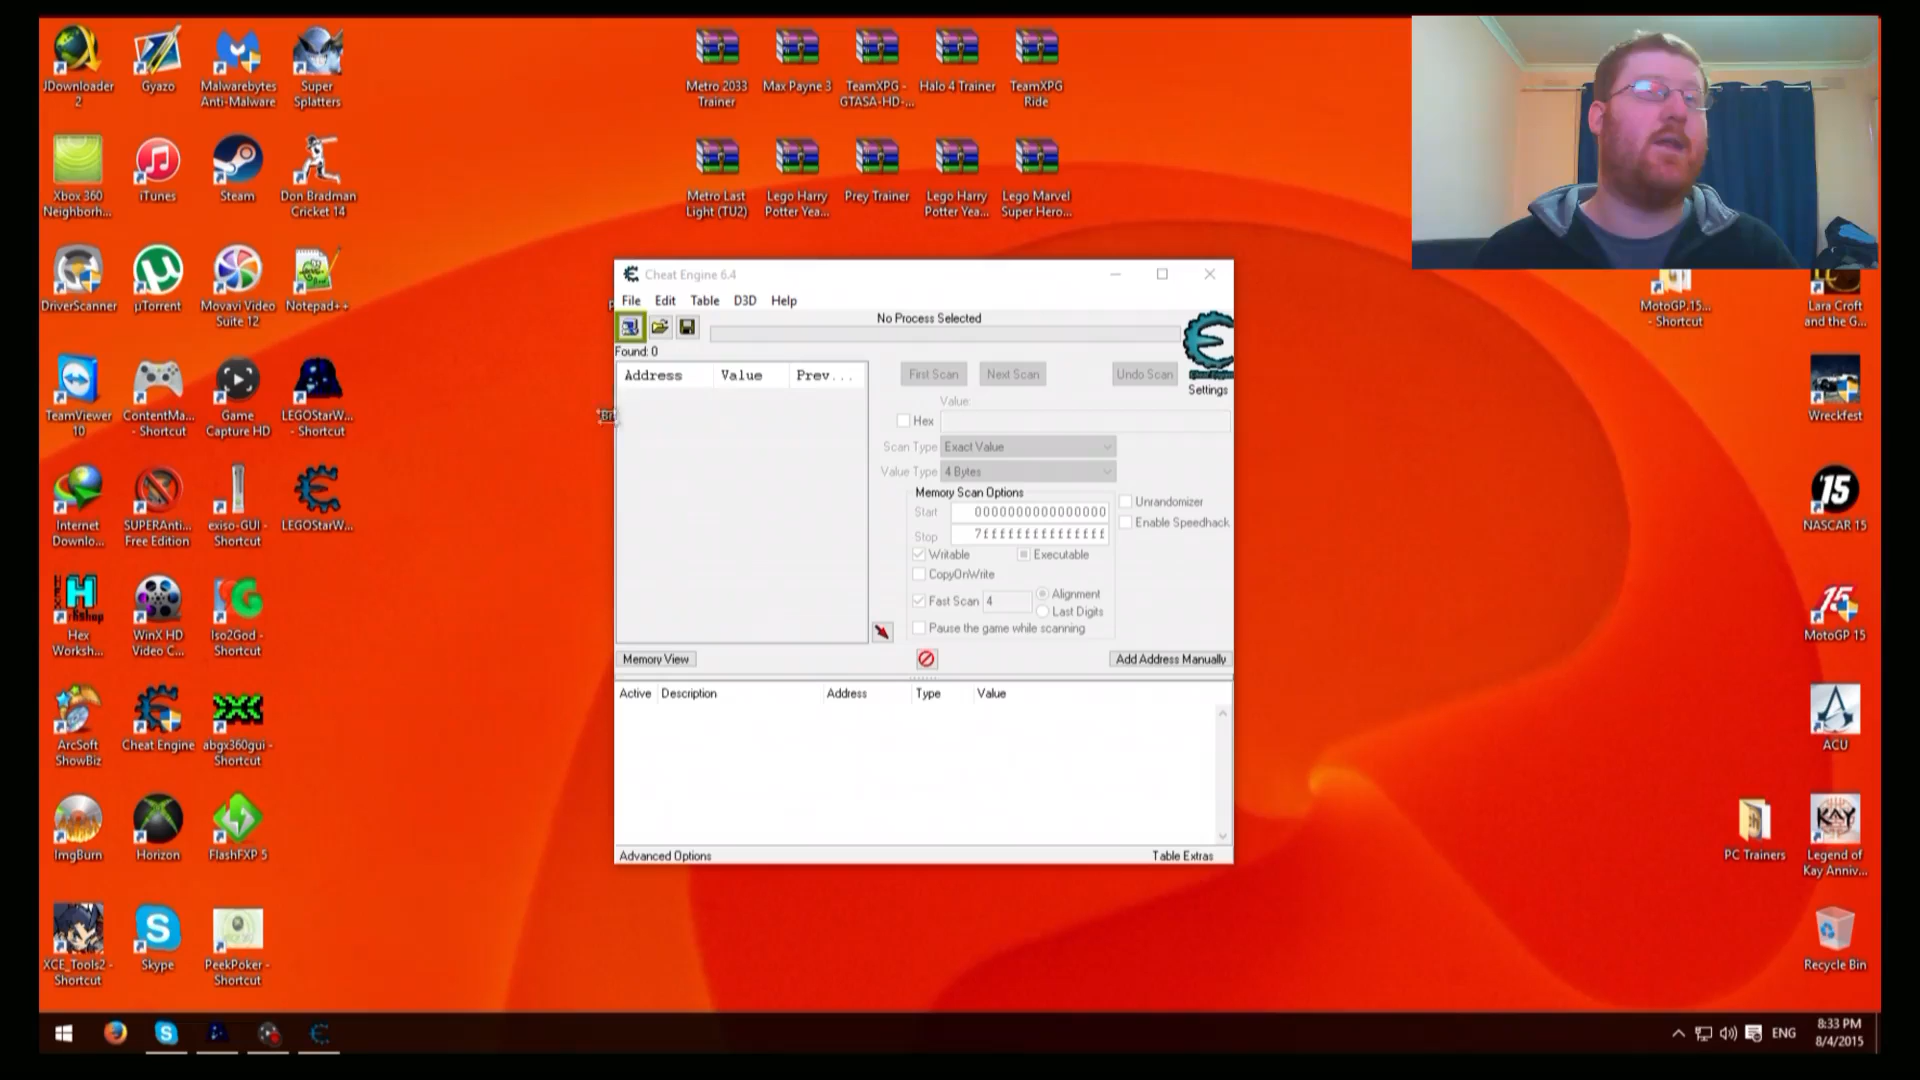 JDownloader
2
Gyazo
Malwarebytes
Anti-Malware
Super
Splatters
Metro 2033
Trainer
Max Payne 3
TeamXPG -
GTASA-HD-...
Halo 4 Trainer
TeamXPG
Ride
Xbox 360
Neighborh...
iTunes
Steam
Don Bradman
Cricket 14
Metro Last
Light (TU2)
Lego Harry
Potter Yea...
Prey Trainer
Lego Harry
Potter Yea...
Lego Marvel
Super Hero...
DriverScanner
µTorrent
Movavi Video
Suite 12
Notepad++
MotoGP,15...
- Shortcut
Lara Croft
and the G...
TeamViewer
10
ContentMa...
- Shortcut
Game
Capture HD
LEGOStarW...
- Shortcut
Wreckfest
Internet
Downlo...
SUPERAnti...
Free Edition
exiso-GUI -
Shortcut
LEGOStarW...
15
NASCAR 15
Hex
Worksh...
WinX HD
Video C...
Iso2God -
Shortcut
15
MotoGP 15
ArcSoft
ShowBiz
Cheat Engine
abgx360gui -
Shortcut
ACU
ImgBurn
Horizon
FlashFXP 5
PC Trainers
KAY
Legend of
Kay Anniv...
XCE_Tools2 -
Shortcut
Skype
PeekPoker -
Shortcut
Recycle Bin
Cheat Engine 6.4
File Edit Table D3D Help
No Process Selected
Found: 0
Address Value Prev...
First Scan Next Scan Undo Scan
Settings
Value:
Hex
Scan Type Exact Value
Value Type 4 Bytes
Memory Scan Options
Start 0000000000000000
Stop 7fffffffffffffff
Unrandomizer
Enable Speedhack
Writable Executable
CopyOnWrite
Fast Scan 4 Alignment
Last Digits
Pause the game while scanning
Memory View
Add Address Manually
Active Description Address Type Value
Advanced Options Table Extras
ENG
8:33 PM
8/4/2015